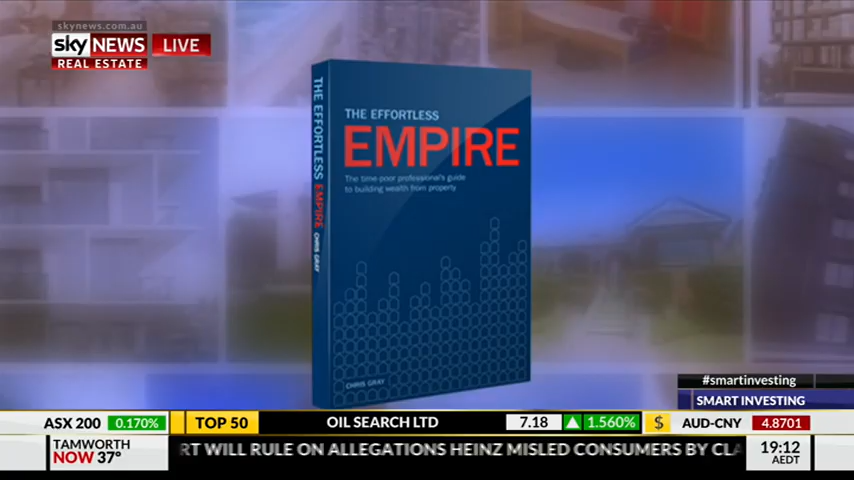 skynews.com.au
sky NEWS LIVE
REAL ESTATE
THE EFFORTLESS EMPIRE CHRIS GRAY
THE EFFORTLESS
EMPIRE
The time-poor professional's guide
to building wealth from property
CHRIS GRAY
#smartinvesting
SMART INVESTING
ASX 200 0.170% TOP 50 OIL SEARCH LTD 7.18 1.560% $ AUD-CNY 4.8701
TAMWORTH
NOW 37°
RT WILL RULE ON ALLEGATIONS HEINZ MISLED CONSUMERS BY CLA
19:12
AEDT